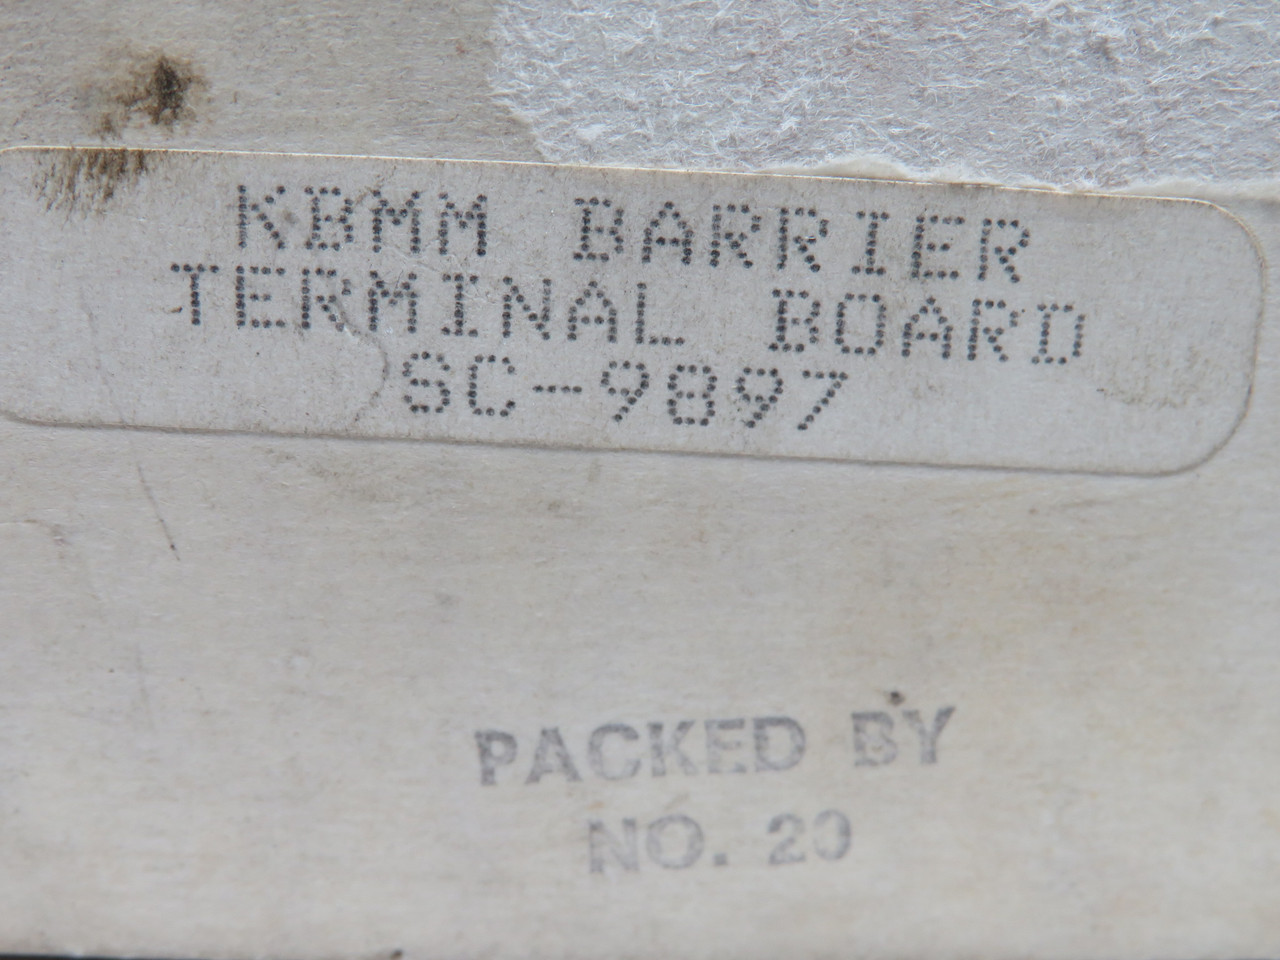 KBMM BARRIER
TERMINAL BOARD
SC-9897
PACKED BY
NO. 20